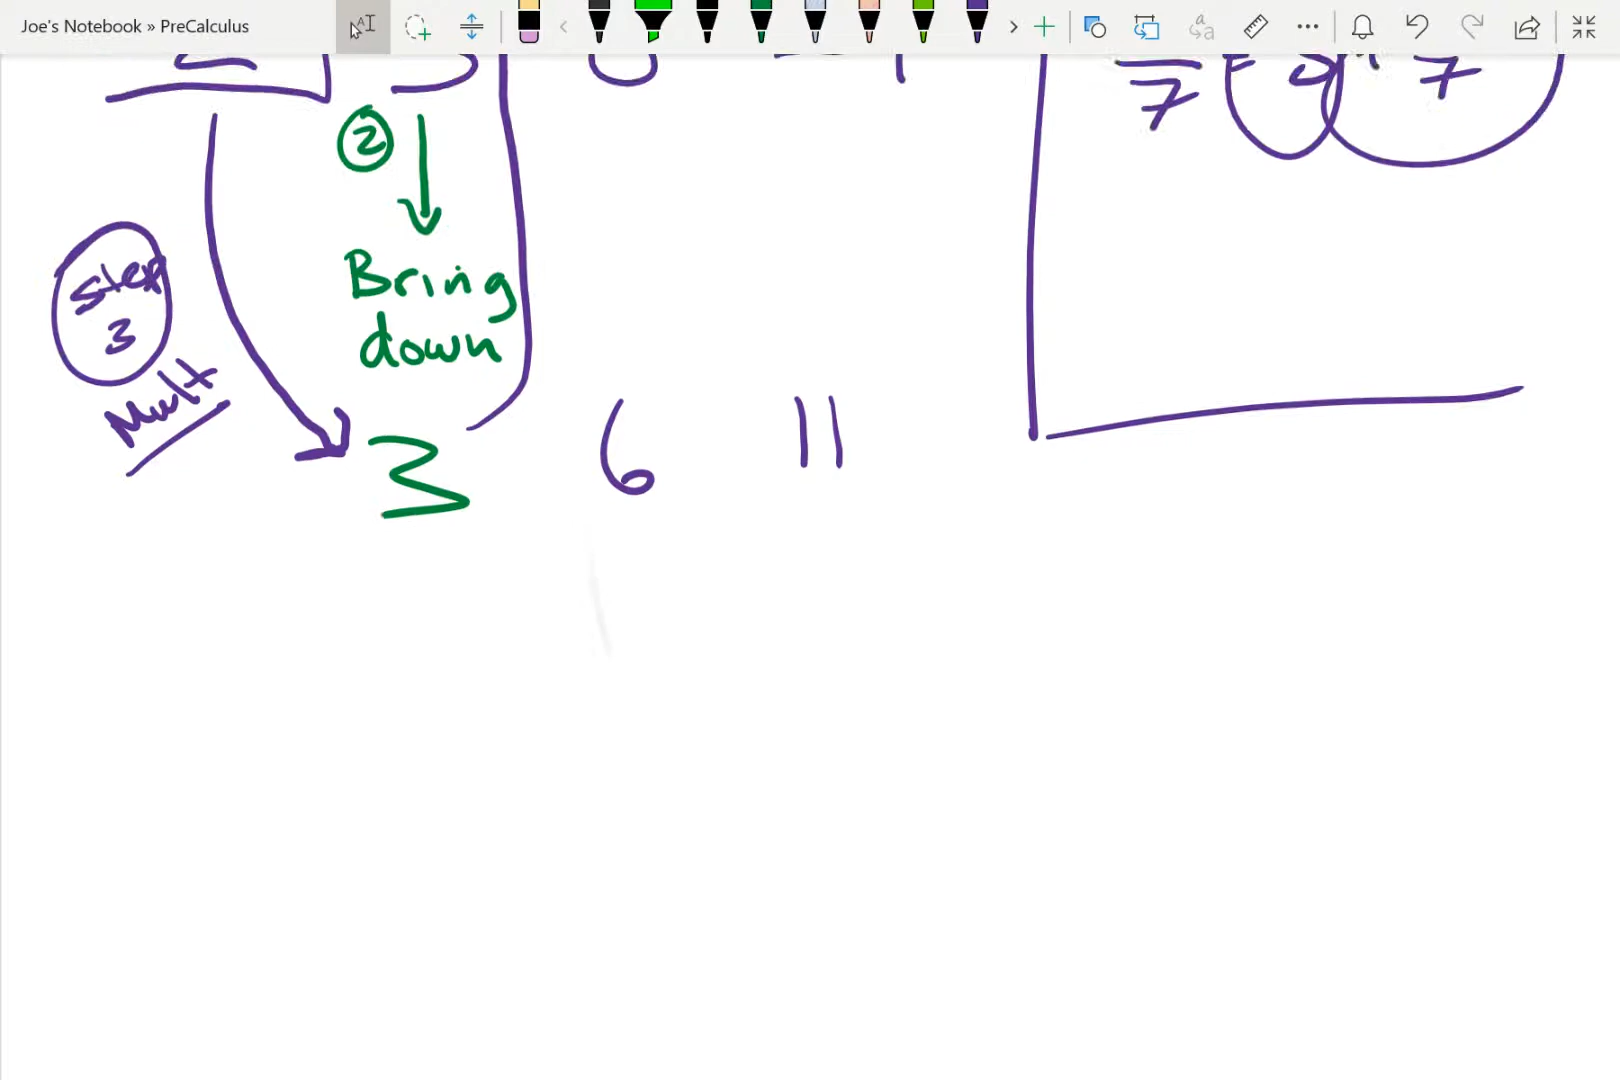 Joe's Notebook » PreCalculus
7 7
2
Bring
down
Step
3
Mult
3 6 11